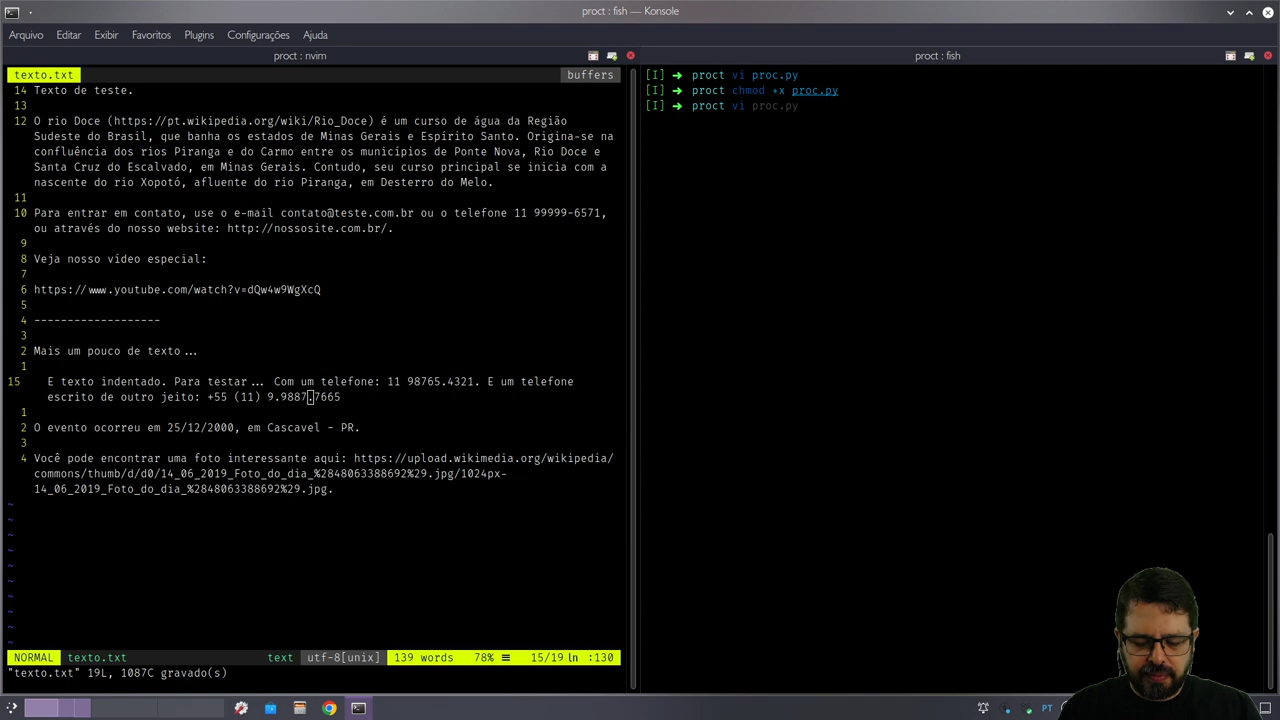 proct : fish — Konsole
Arquivo Editar Exibir Favoritos Plugins Configurações Ajuda
proct : nvim
proct : fish
texto.txt
buffers
14 Texto de teste.
13
12 O rio Doce (https://pt.wikipedia.org/wiki/Rio_Doce) é um curso de água da Região
Sudeste do Brasil, que banha os estados de Minas Gerais e Espírito Santo. Origina-se na
confluência dos rios Piranga e do Carmo entre os municípios de Ponte Nova, Rio Doce e
Santa Cruz do Escalvado, em Minas Gerais. Contudo, seu curso principal se inicia com a
nascente do rio Xopotó, afluente do rio Piranga, em Desterro do Melo.
11
10 Para entrar em contato, use o e-mail contato@teste.com.br ou o telefone 11 99999-6571,
ou através do nosso website: http://nossosite.com.br/.
9
8 Veja nosso vídeo especial:
7
6 https://www.youtube.com/watch?v=dQw4w9WgXcQ
5
4 -------------------
3
2 Mais um pouco de texto...
1
15 E texto indentado. Para testar... Com um telefone: 11 98765.4321. E um telefone
escrito de outro jeito: +55 (11) 9.9887.7665
1
2 O evento ocorreu em 25/12/2000, em Cascavel - PR.
3
4 Você pode encontrar uma foto interessante aqui: https://upload.wikimedia.org/wikipedia/
commons/thumb/d/d0/14_06_2019_Foto_do_dia_%2848063388692%29.jpg/1024px-
14_06_2019_Foto_do_dia_%2848063388692%29.jpg.
~
~
~
~
~
~
~
~
~
~
NORMAL texto.txt text utf-8[unix] 139 words 78% ☰ 15/19 ln :130
"texto.txt" 19L, 1087C gravado(s)
[I] ➜ proct vi proc.py
[I] ➜ proct chmod +x proc.py
[I] ➜ proct vi proc.py
PT